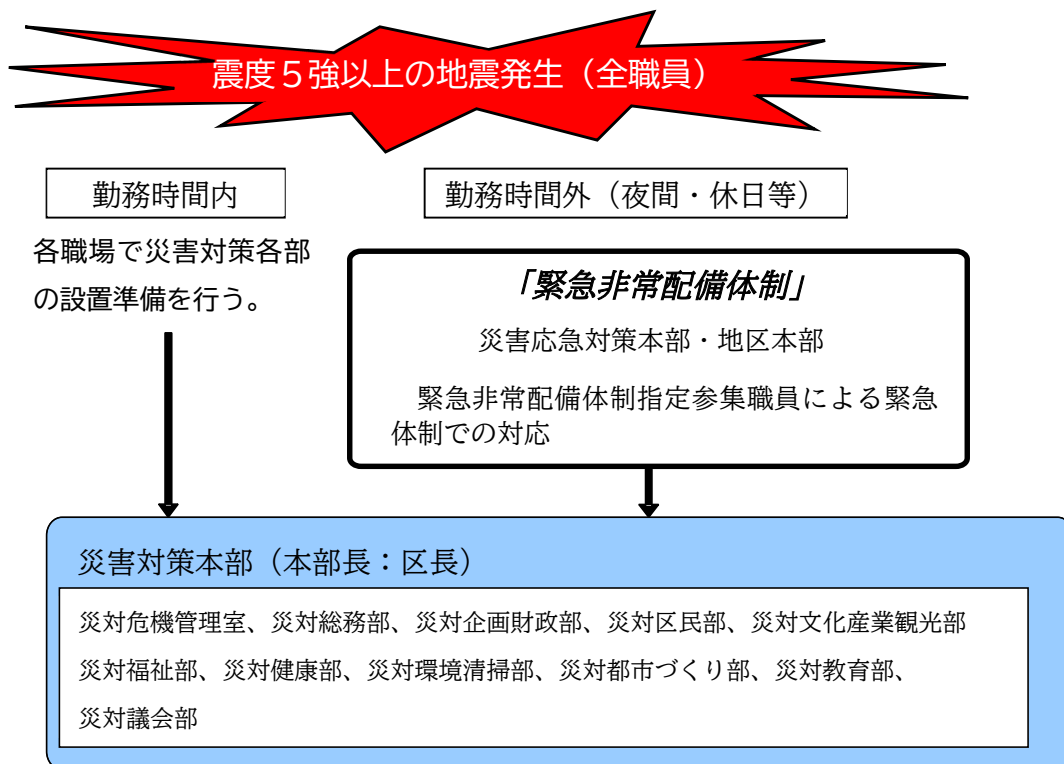 震度５強以上の地震発生（全職員）
勤務時間内
勤務時間外（夜間・休日等）
各職場で災害対策各部
の設置準備を行う。
「緊急非常配備体制」
災害応急対策本部・地区本部
緊急非常配備体制指定参集職員による緊急
体制での対応
災害対策本部（本部長：区長）
災対危機管理室、災対総務部、災対企画財政部、災対区民部、災対文化産業観光部
災対福祉部、災対健康部、災対環境清掃部、災対都市づくり部、災対教育部、
災対議会部